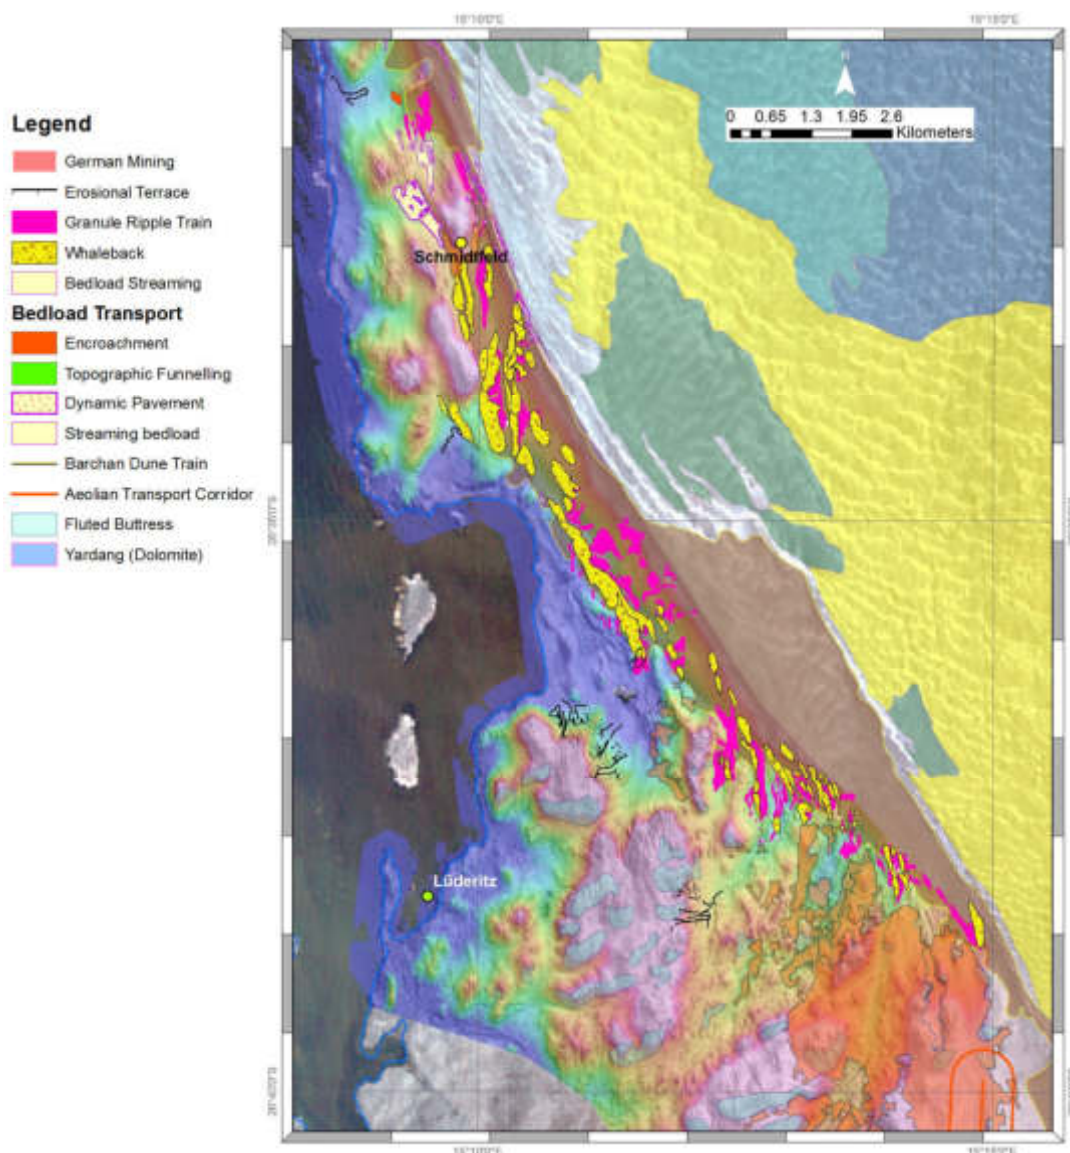 Legend
German Mining
Erosional Terrace
Granule Ripple Train
Whaleback
Bedload Streaming
Bedload Transport
Encroachment
Topographic Funnelling
Dynamic Pavement
Streaming bedload
Barchan Dune Train
Aeolian Transport Corridor
Fluted Buttress
Yardang (Dolomite)
N
0 0.65 1.3 1.95 2.6
Kilometers
Schmidtfeld
Lüderitz